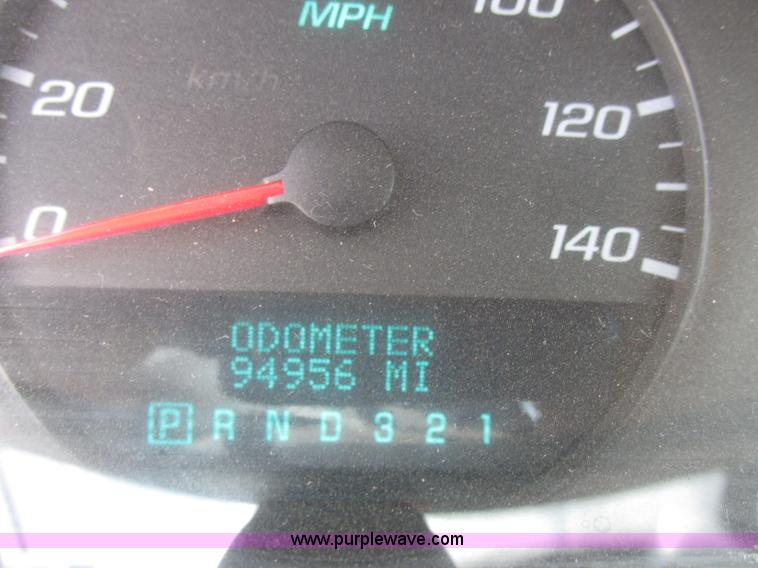 MPH
100
km/h
20
120
0
140
ODOMETER
94956 MI
P R N D 3 2 1
www.purplewave.com